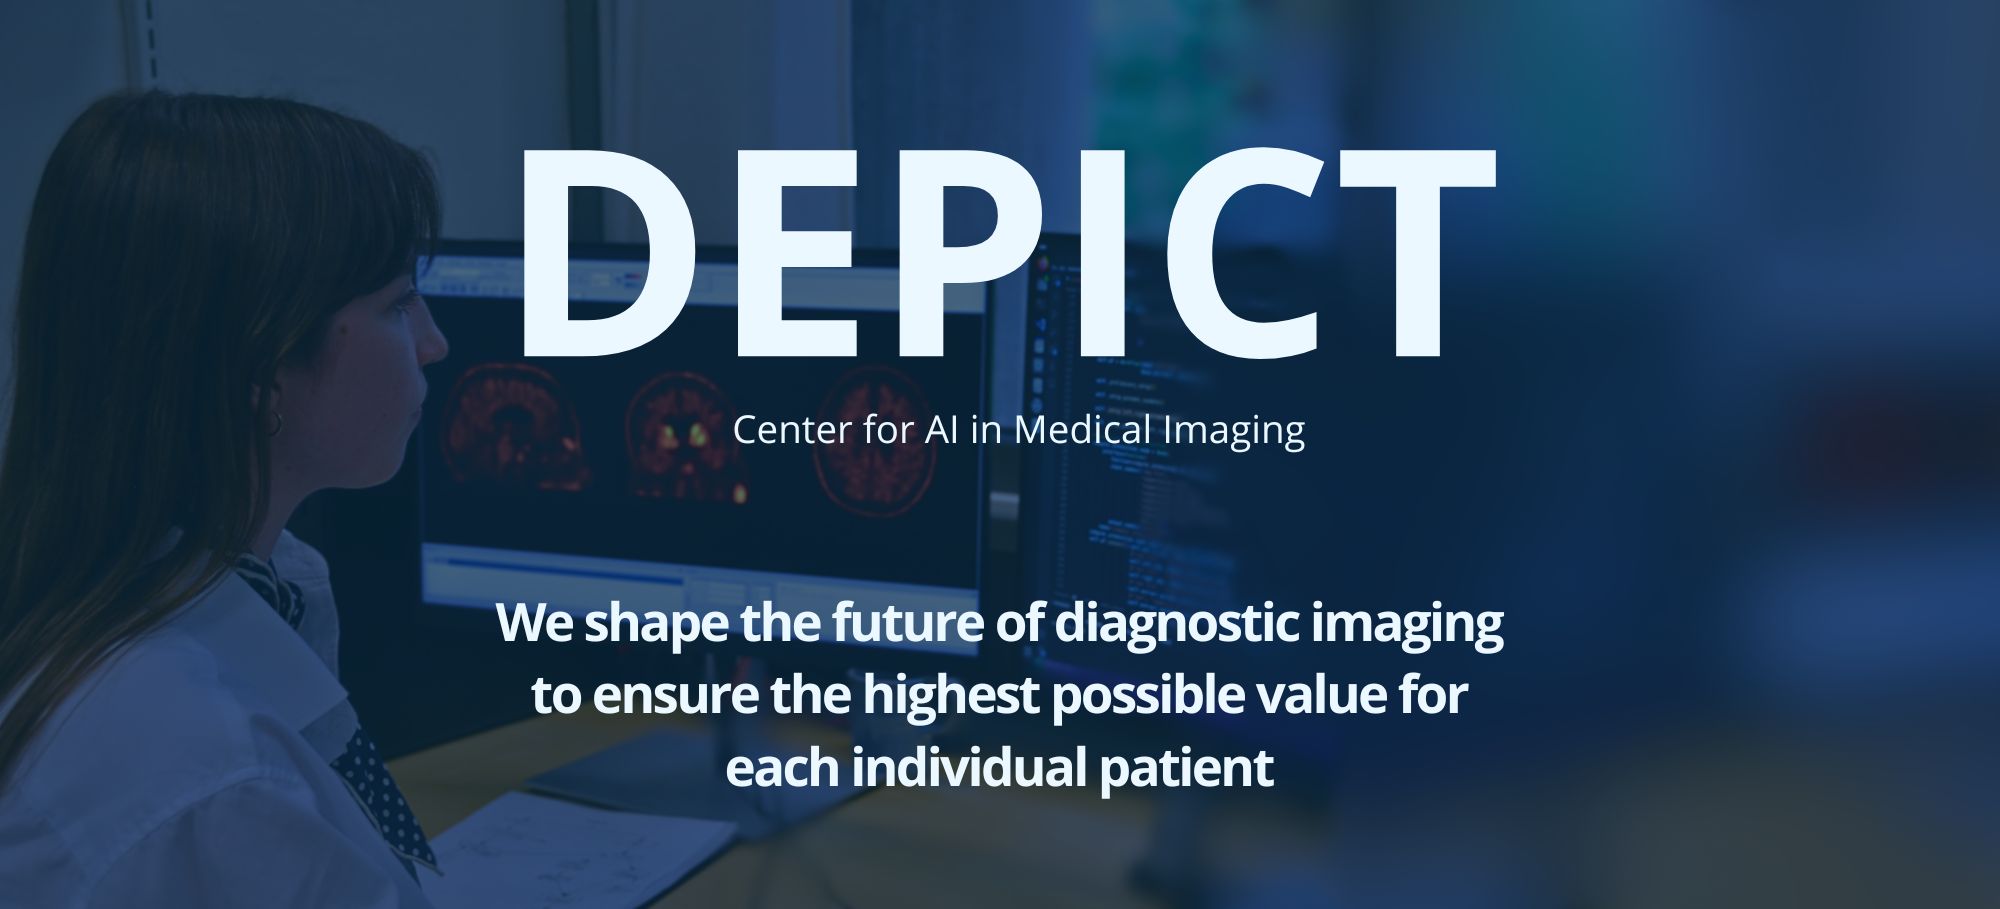 DEPICT
Center for AI in Medical Imaging
We shape the future of diagnostic imaging
to ensure the highest possible value for
each individual patient